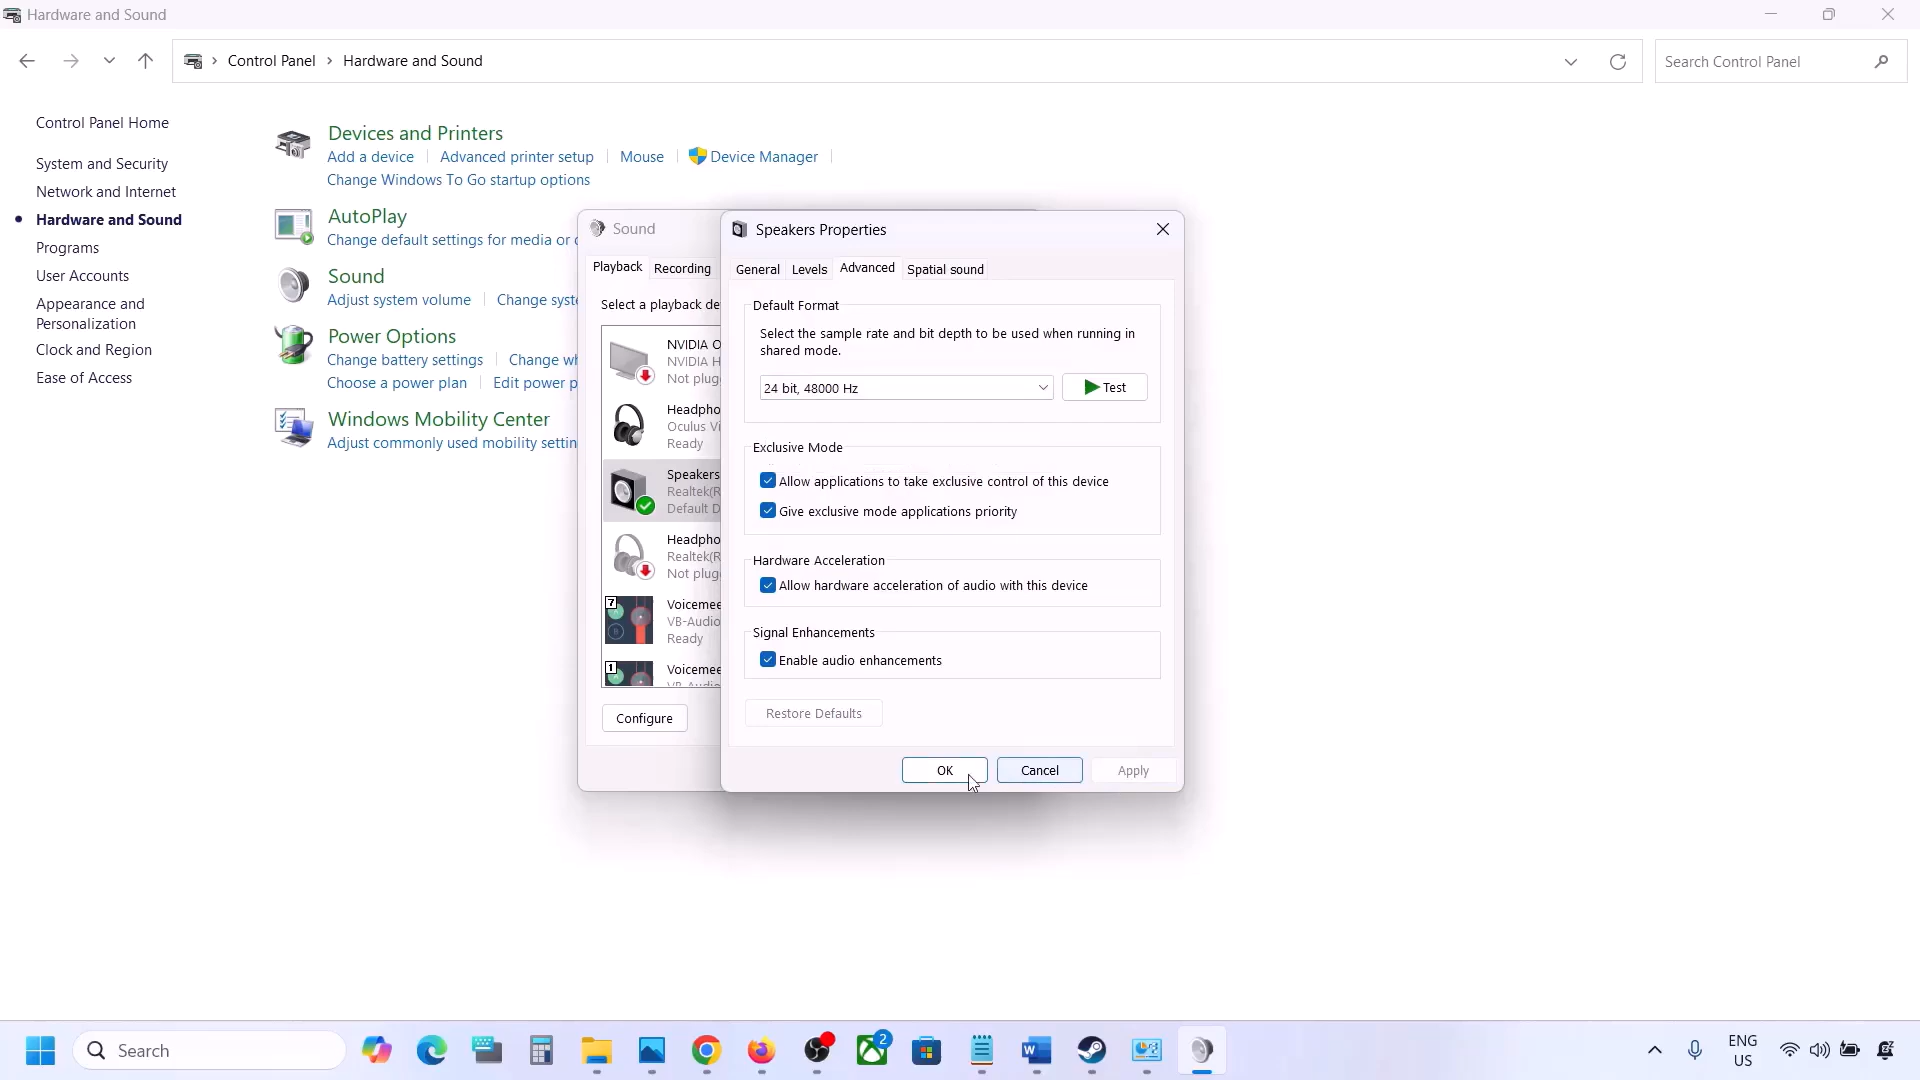 Hardware and Sound
Control Panel
Hardware and Sound
Search Control Panel
Control Panel Home
System and Security
Network and Internet
Hardware and Sound
Programs
User Accounts
Appearance and
Personalization
Clock and Region
Ease of Access
Devices and Printers
Add a device
Advanced printer setup
Mouse
Device Manager
Change Windows To Go startup options
AutoPlay
Change default settings for media or
Sound
Adjust system volume
Change syst
Power Options
Change battery settings
Change wh
Choose a power plan
Edit power p
Windows Mobility Center
Adjust commonly used mobility settin
Sound
Playback
Recording
Select a playback de
NVIDIA
NVIDIA H
Not plug
Headpho
Oculus Vi
Ready
Speakers
Realtek(R
Default D
Headpho
Realtek(R
Not plug
7
Voicemee
VB-Audio
Ready
1
Voicemee
Configure
Speakers Properties
General
Levels
Advanced
Spatial sound
Default Format
Select the sample rate and bit depth to be used when running in
shared mode.
24 bit, 48000 Hz
Test
Exclusive Mode
Allow applications to take exclusive control of this device
Give exclusive mode applications priority
Hardware Acceleration
Allow hardware acceleration of audio with this device
Signal Enhancements
Enable audio enhancements
Restore Defaults
OK
Cancel
Apply
Search
2
ENG
US